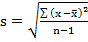 s = √(∑(x-x̄)²/(n-1))